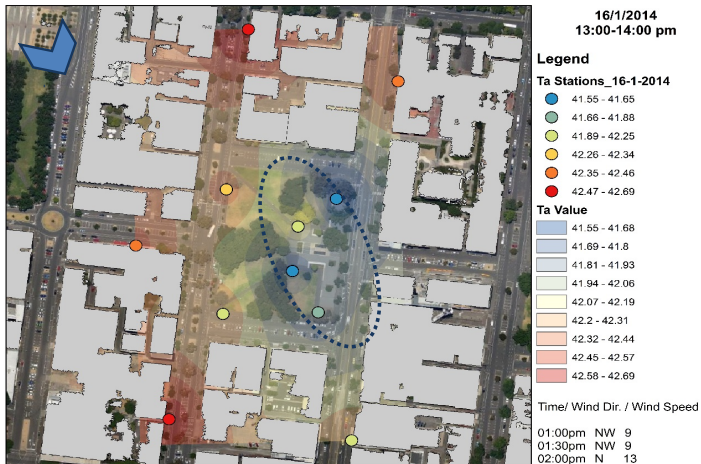 16/1/2014
13:00-14:00 pm
Legend
Ta Stations_16-1-2014
41.55 - 41.65
41.66 - 41.88
41.89 - 42.25
42.26 - 42.34
42.35 - 42.46
42.47 - 42.69
Ta Value
41.55 - 41.68
41.69 - 41.8
41.81 - 41.93
41.94 - 42.06
42.07 - 42.19
42.2 - 42.31
42.32 - 42.44
42.45 - 42.57
42.58 - 42.69
Time/ Wind Dir. / Wind Speed
01:00pm NW 9
01:30pm NW 9
02:00pm N 13